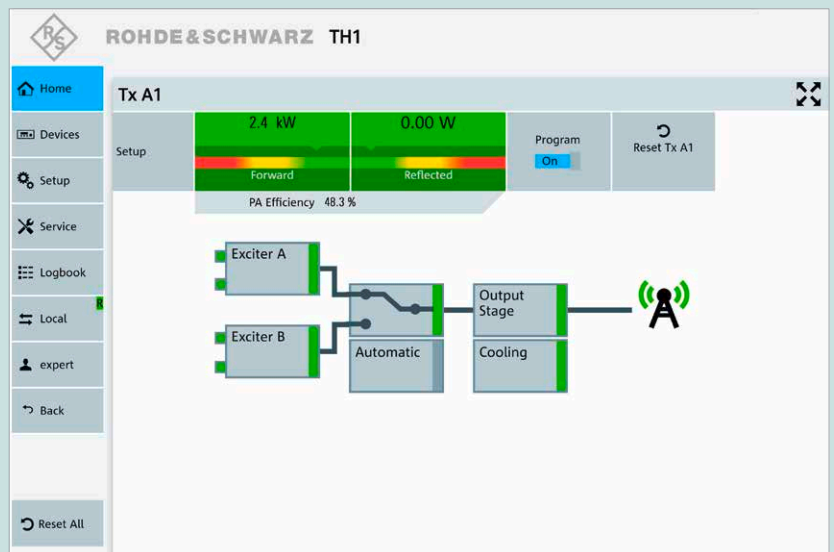 R S
ROHDE&SCHWARZ TH1
Home
Devices
Setup
Service
Logbook
R
Local
expert
Back
Reset All
Tx A1
Setup
2.4 kW
0.00 W
Forward
Reflected
PA Efficiency 48.3 %
Program
On
Reset Tx A1
Exciter A
Exciter B
Automatic
Output
Stage
Cooling